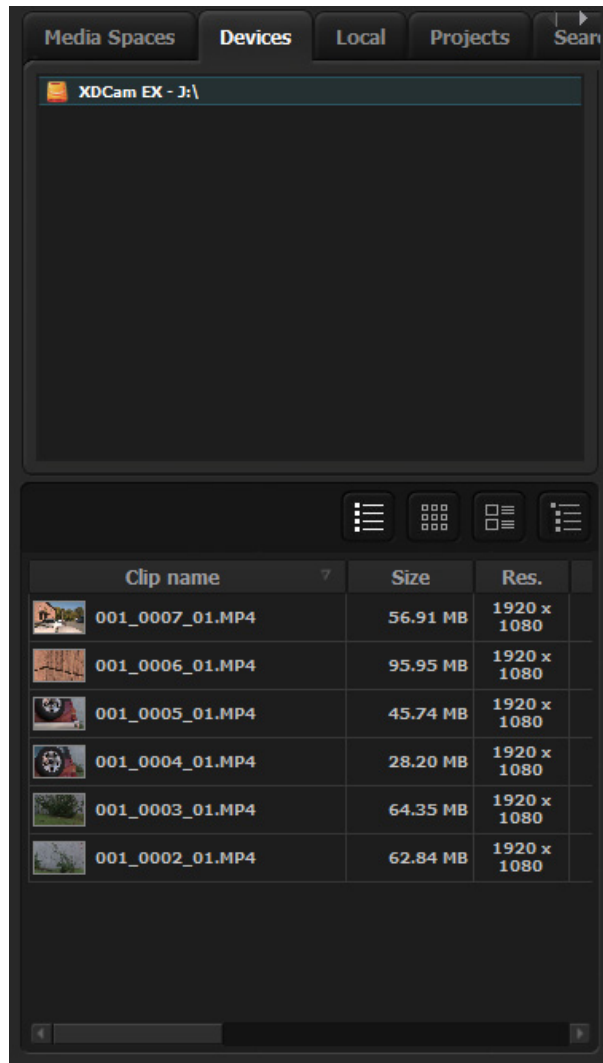 Media Spaces Devices Local Projects Sear
XDCam EX - J:\
Clip name Size Res.
001_0007_01.MP4 56.91 MB 1920 x
1080
001_0006_01.MP4 95.95 MB 1920 x
1080
001_0005_01.MP4 45.74 MB 1920 x
1080
001_0004_01.MP4 28.20 MB 1920 x
1080
001_0003_01.MP4 64.35 MB 1920 x
1080
001_0002_01.MP4 62.84 MB 1920 x
1080